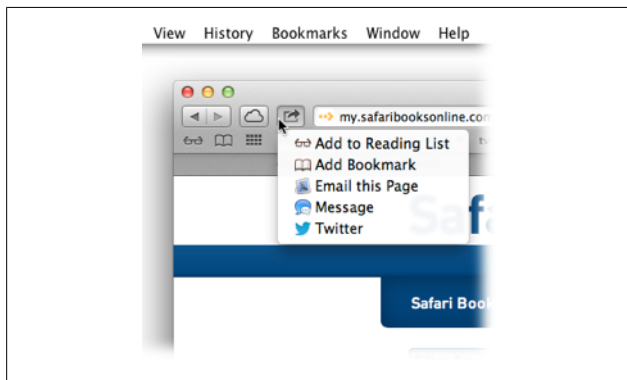 View History Bookmarks Window Help
my.safaribooksonline.com
Add to Reading List
Add Bookmark
Email this Page
Message
Twitter
Safari Boo